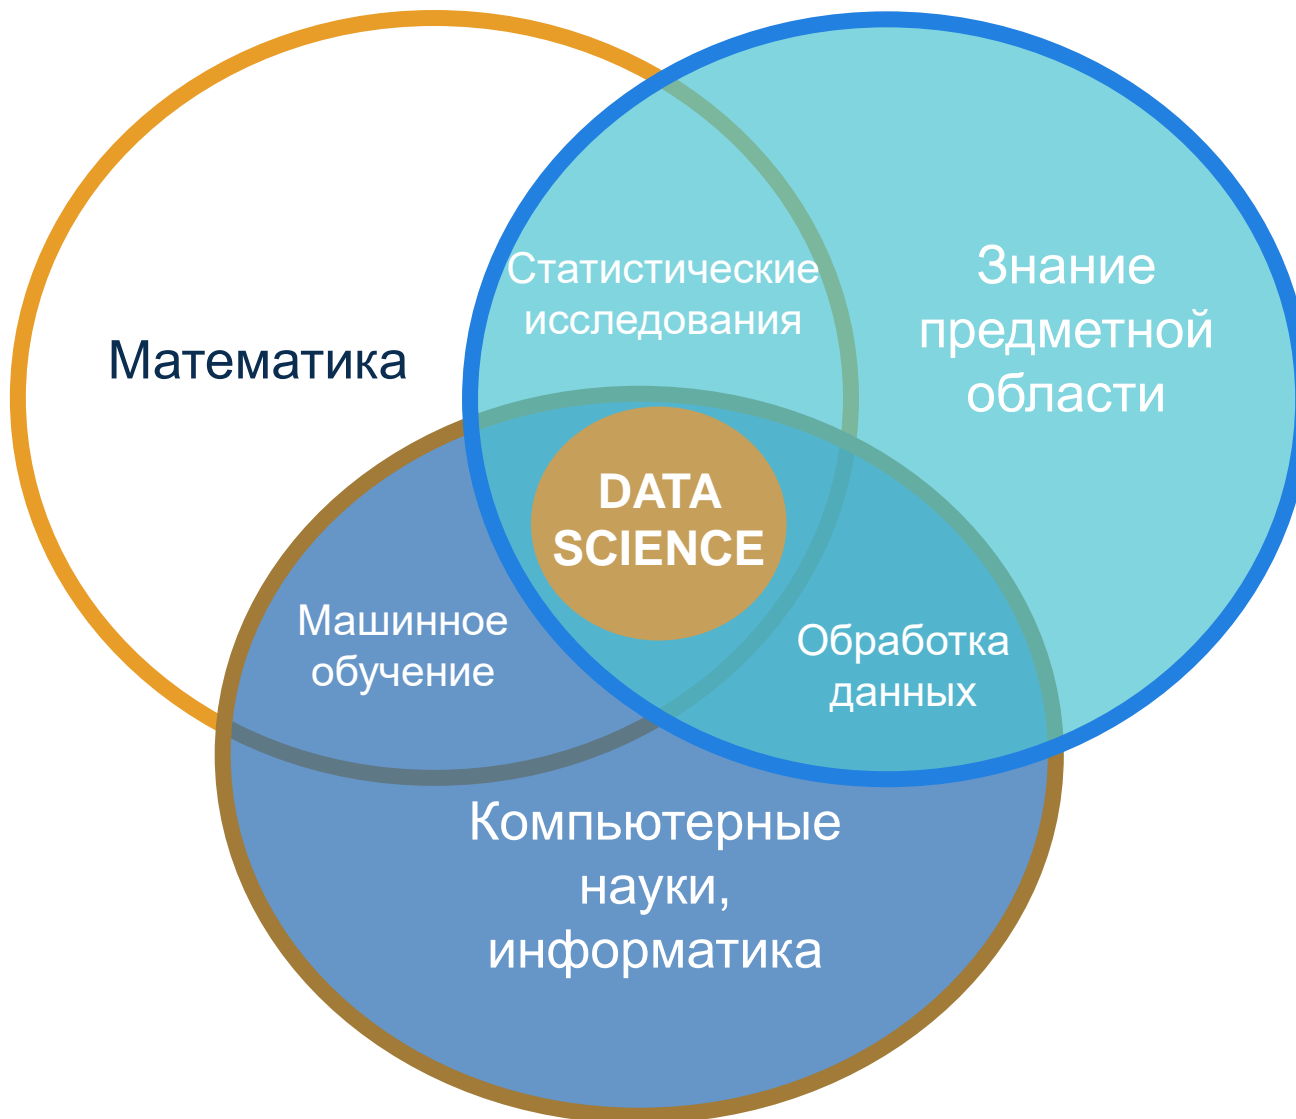 Статистические
исследования
Знание
предметной
области
Математика
DATA
SCIENCE
Машинное
обучение
Обработка
данных
Компьютерные
науки,
информатика